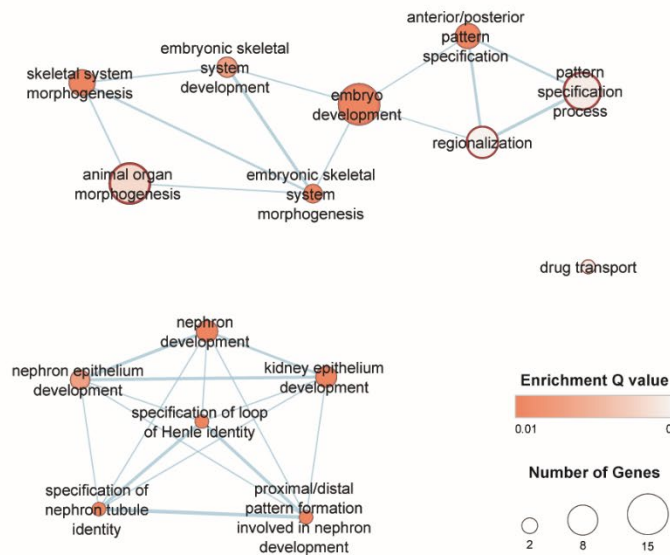 anterior/posterior
pattern
specification
embryonic skeletal
system
development
skeletal system
morphogenesis
embryo
development
pattern
specification
process
regionalization
animal organ
morphogenesis
embryonic skeletal
system
morphogenesis
drug transport
nephron
development
nephron epithelium
development
kidney epithelium
development
specification of loop
of Henle identity
specification of
nephron tubule
identity
proximal/distal
pattern formation
involved in nephron
development
Enrichment Q value
0.01
Number of Genes
2
8
15